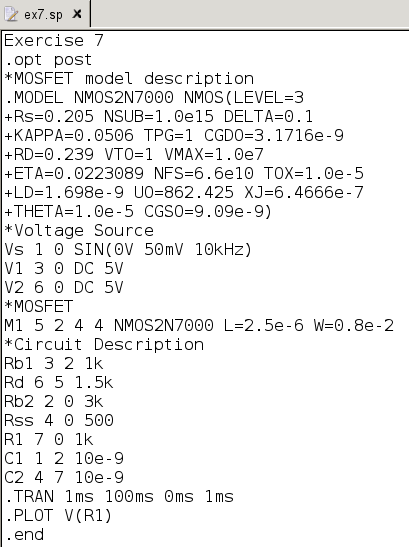 ex7.sp
Exercise 7
.opt post
*MOSFET model description
.MODEL NMOS2N7000 NMOS(LEVEL=3
+Rs=0.205 NSUB=1.0e15 DELTA=0.1
+KAPPA=0.0506 TPG=1 CGDO=3.1716e-9
+RD=0.239 VTO=1 VMAX=1.0e7
+ETA=0.0223089 NFS=6.6e10 TOX=1.0e-5
+LD=1.698e-9 UO=862.425 XJ=6.4666e-7
+THETA=1.0e-5 CGSO=9.09e-9)
*Voltage Source
Vs 1 0 SIN(0V 50mV 10kHz)
V1 3 0 DC 5V
V2 6 0 DC 5V
*MOSFET
M1 5 2 4 4 NMOS2N7000 L=2.5e-6 W=0.8e-2
*Circuit Description
Rb1 3 2 1k
Rd 6 5 1.5k
Rb2 2 0 3k
Rss 4 0 500
R1 7 0 1k
C1 1 2 10e-9
C2 4 7 10e-9
.TRAN 1ms 100ms 0ms 1ms
.PLOT V(R1)
.end